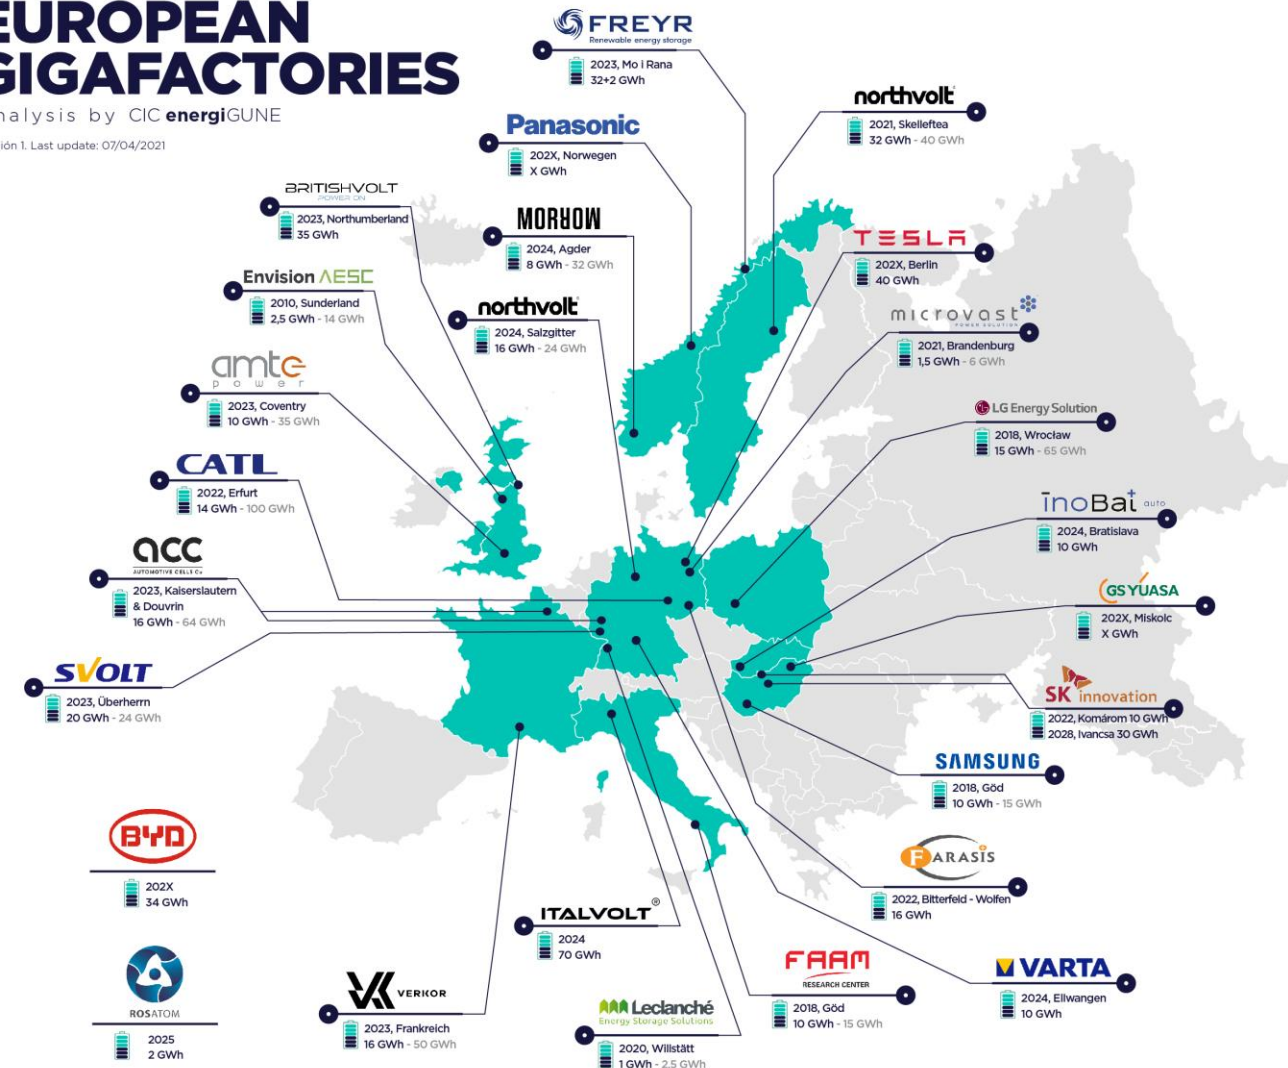 EUROPEAN
GIGAFACTORIES
nalysis by CIC energiGUNE
ión 1. Last update: 07/04/2021
FREYR
Renewable energy storage
2023, Mo i Rana
32+2 GWh
northvolt
2021, Skelleftea
32 GWh - 40 GWh
Panasonic
202X, Norwegen
X GWh
BRITISHVOLT
POWER ON
2023, Northumberland
35 GWh
MORROW
2024, Agder
8 GWh - 32 GWh
TESLA
202X, Berlin
40 GWh
Envision AESC
2010, Sunderland
2,5 GWh - 14 GWh
northvolt
2024, Salzgitter
16 GWh - 24 GWh
microvast
POWER SOLUTION
2021, Brandenburg
1,5 GWh - 6 GWh
amte
power
2023, Coventry
10 GWh - 35 GWh
LG Energy Solution
2018, Wrocław
15 GWh - 65 GWh
CATL
2022, Erfurt
14 GWh - 100 GWh
inoBat auto
2024, Bratislava
10 GWh
acc
AUTOMOTIVE CELLS Co
2023, Kaiserslautern
& Douvrin
16 GWh - 64 GWh
GS YUASA
202X, Miskolc
X GWh
SVOLT
2023, Überherrn
20 GWh - 24 GWh
SK innovation
2022, Komárom 10 GWh
2028, Ivancsa 30 GWh
SAMSUNG
2018, Göd
10 GWh - 15 GWh
BYD
202X
34 GWh
FARASIS
2022, Bitterfeld - Wolfen
16 GWh
ITALVOLT®
2024
70 GWh
ROSATOM
2025
2 GWh
VERKOR
2023, Frankreich
16 GWh - 50 GWh
Leclanché
Energy Storage Solutions
2020, Willstätt
1 GWh - 2,5 GWh
FAAM
RESEARCH CENTER
2018, Göd
10 GWh - 15 GWh
VARTA
2024, Ellwangen
10 GWh